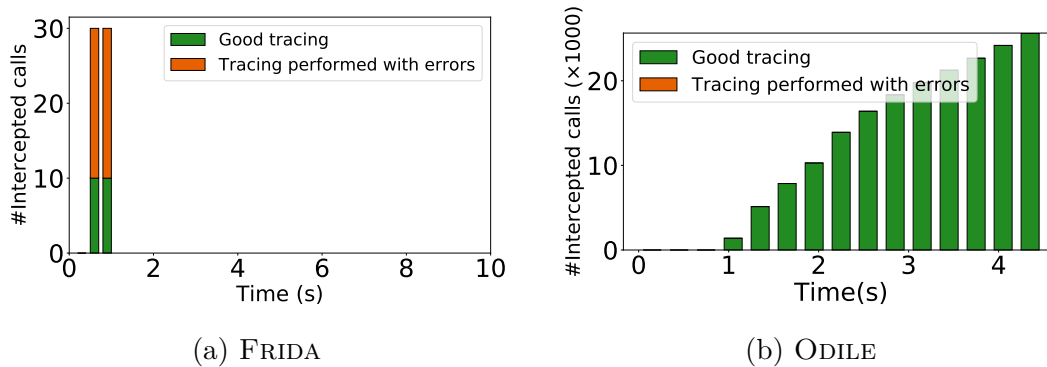 #Intercepted calls
30
20
10
0
Good tracing
Tracing performed with errors
0 2 4 6 8 10
Time (s)
(a) FRIDA
#Intercepted calls (×1000)
20
10
0
Good tracing
Tracing performed with errors
0 1 2 3 4
Time(s)
(b) ODILE